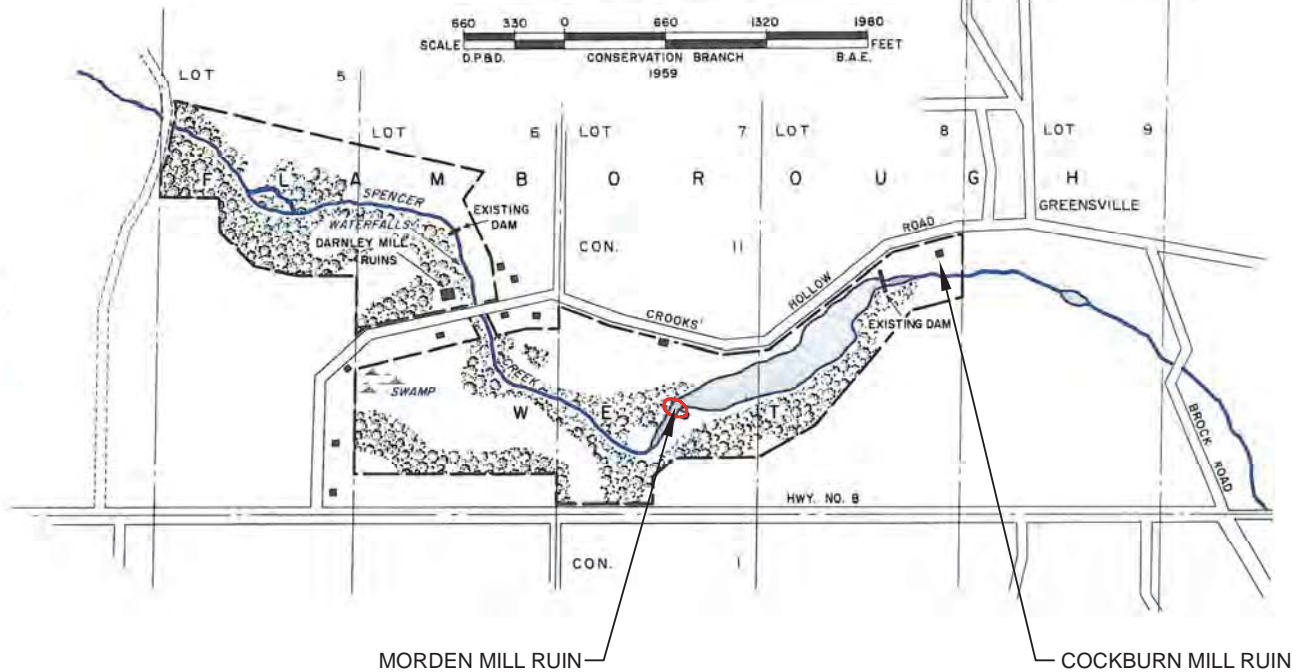 660 330 0 660 1320 1980
SCALE FEET
D.P.&D. CONSERVATION BRANCH B.A.E.
1959
LOT 5
LOT 6
LOT 7
LOT 8
LOT 9
F L A M B O R O U G H
SPENCER
WATERFALLS
EXISTING
DAM
DARNLEY MILL
RUINS
CON. 11
GREENSVILLE
CROOKS' HOLLOW ROAD
EXISTING DAM
CREEK
SWAMP
W E S T
BROCK
ROAD
HWY. NO. 8
CON. 1
MORDEN MILL RUIN
COCKBURN MILL RUIN